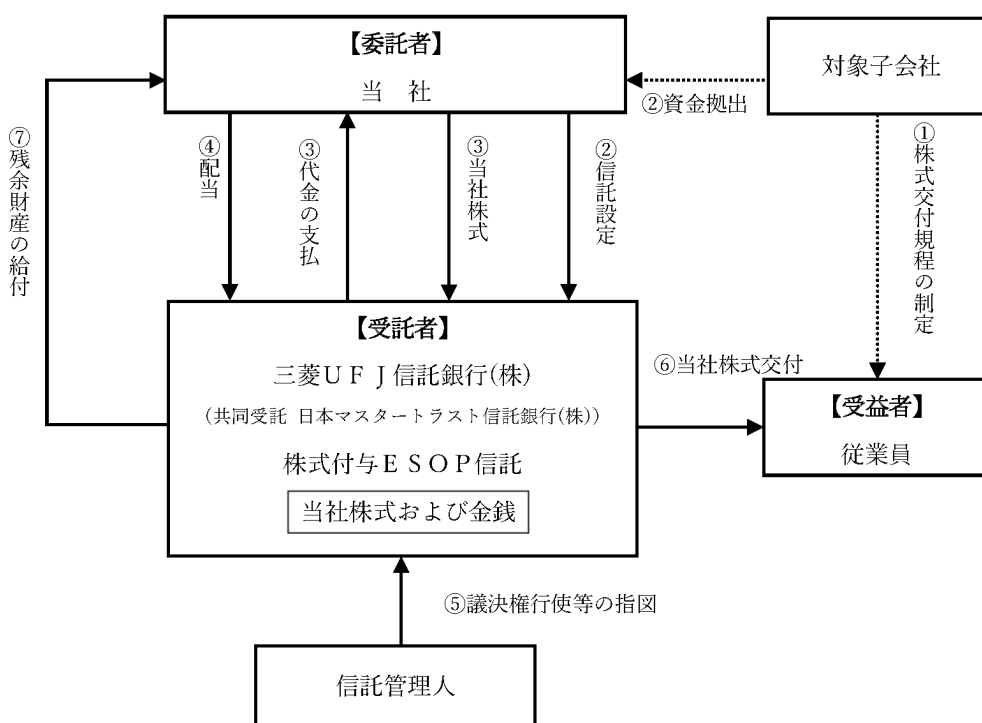 【委託者】
当 社
対象子会社
②資金拠出
①株式交付規程の制定
⑦残余財産の給付
④配当
③代金の支払
③当社株式
②信託設定
【受託者】
三菱ＵＦＪ信託銀行(株)
(共同受託 日本マスタートラスト信託銀行(株))
株式付与ＥＳＯＰ信託
当社株式および金銭
⑥当社株式交付
【受益者】
従業員
⑤議決権行使等の指図
信託管理人